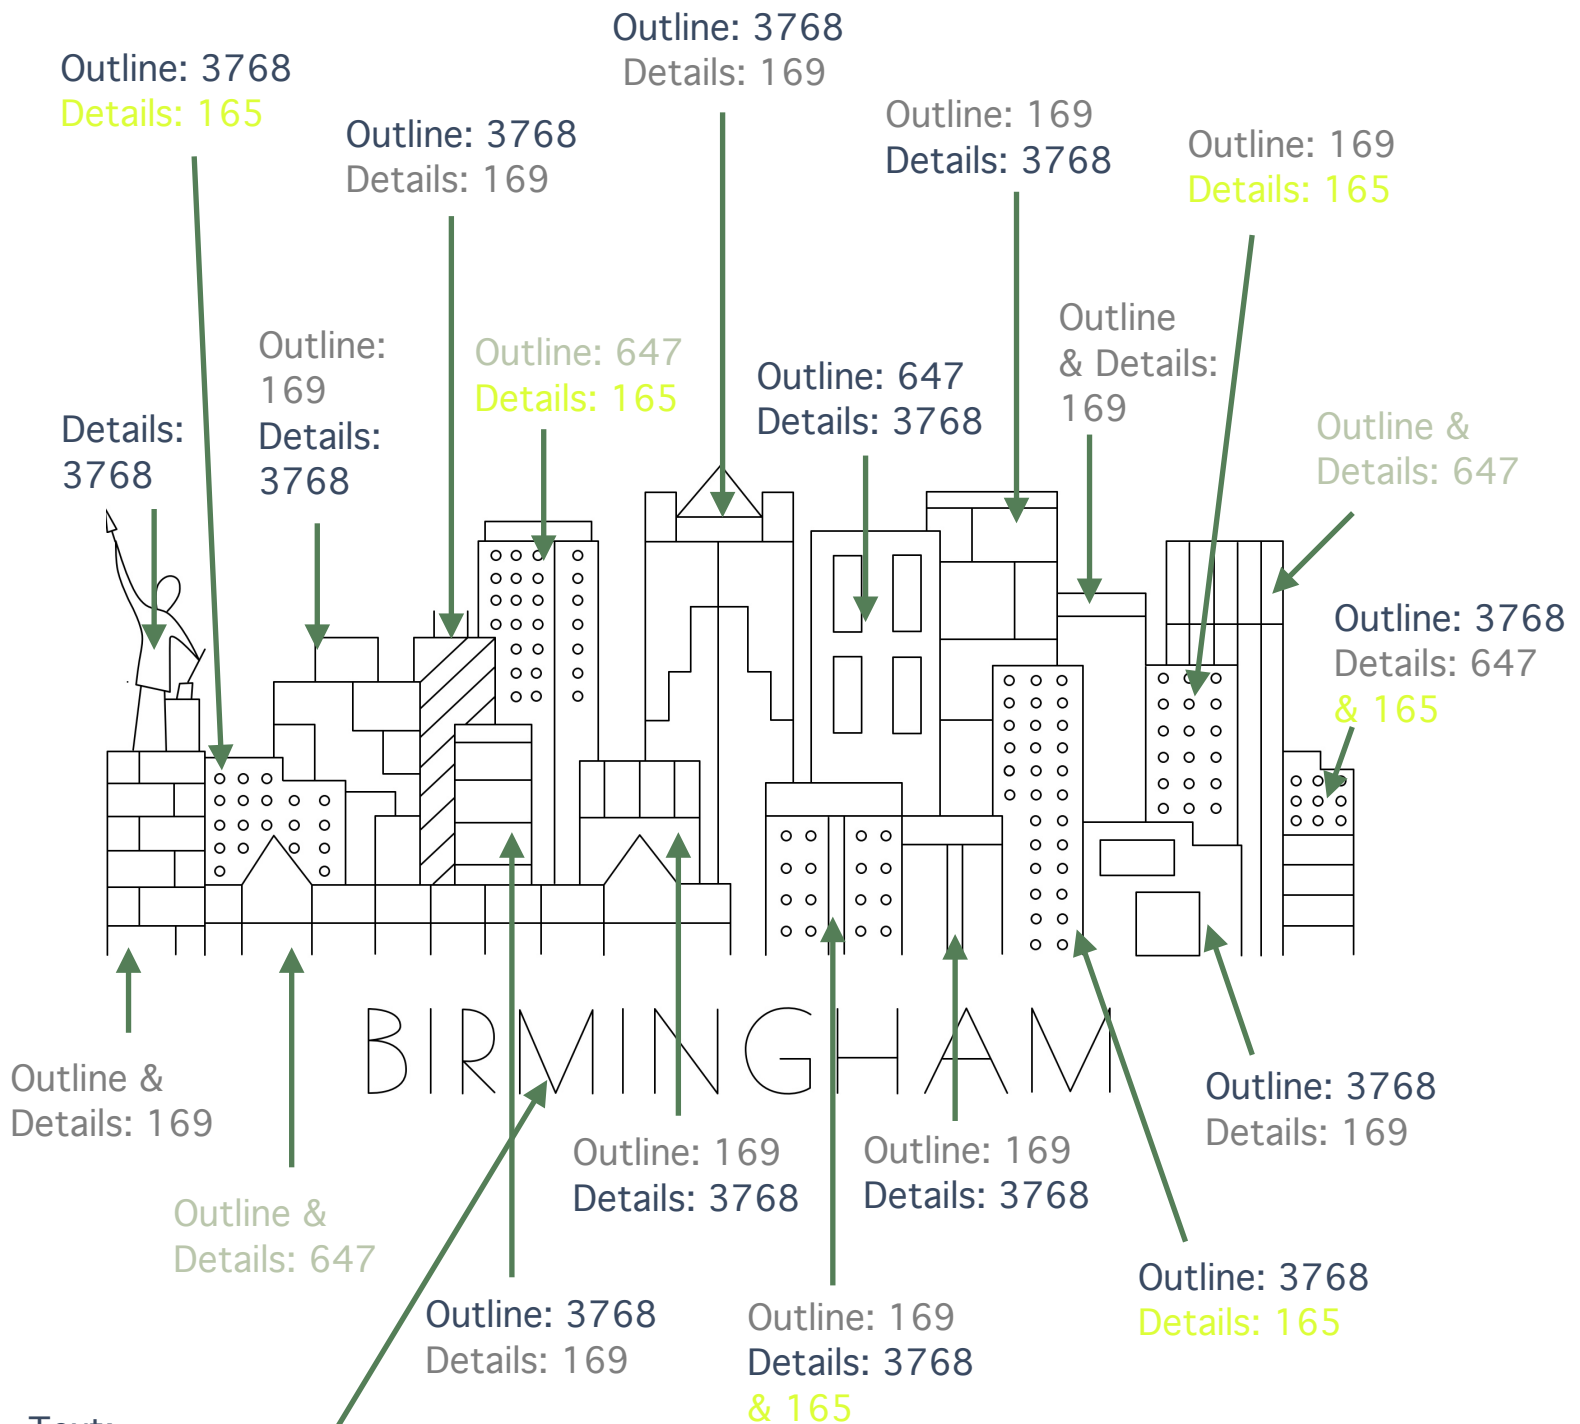 Outline: 3768
Details: 169
Outline: 3768
Details: 165
Outline: 3768
Details: 169
Outline: 169
Details: 3768
Outline: 169
Details: 165
Outline:
169
Details:
3768
Outline: 647
Details: 165
Outline: 647
Details: 3768
Outline
& Details:
169
Details:
3768
Outline &
Details: 647
Outline: 3768
Details: 647
& 165
BIRMINGHAM
Outline &
Details: 169
Outline: 169
Details: 3768
Outline: 169
Details: 3768
Outline: 3768
Details: 169
Outline &
Details: 647
Outline: 3768
Details: 169
Outline: 169
Details: 3768
& 165
Outline: 3768
Details: 165
Text: